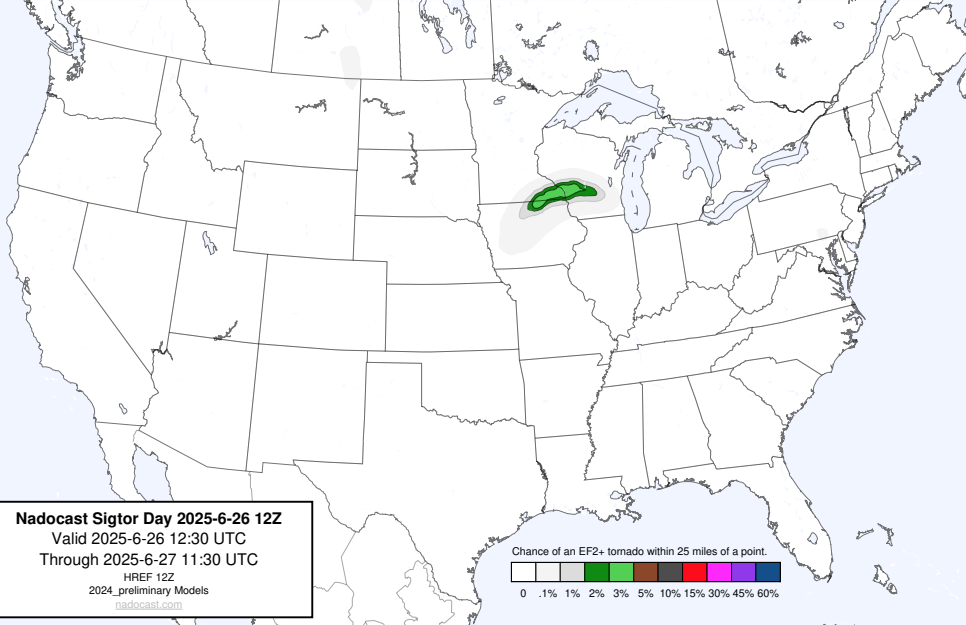 Nadocast Sigtor Day 2025-6-26 12Z
Valid 2025-6-26 12:30 UTC
Through 2025-6-27 11:30 UTC
HREF 12Z
2024_preliminary Models
nadocast.com
Chance of an EF2+ tornado within 25 miles of a point.
0 .1% 1% 2% 3% 5% 10% 15% 30% 45% 60%